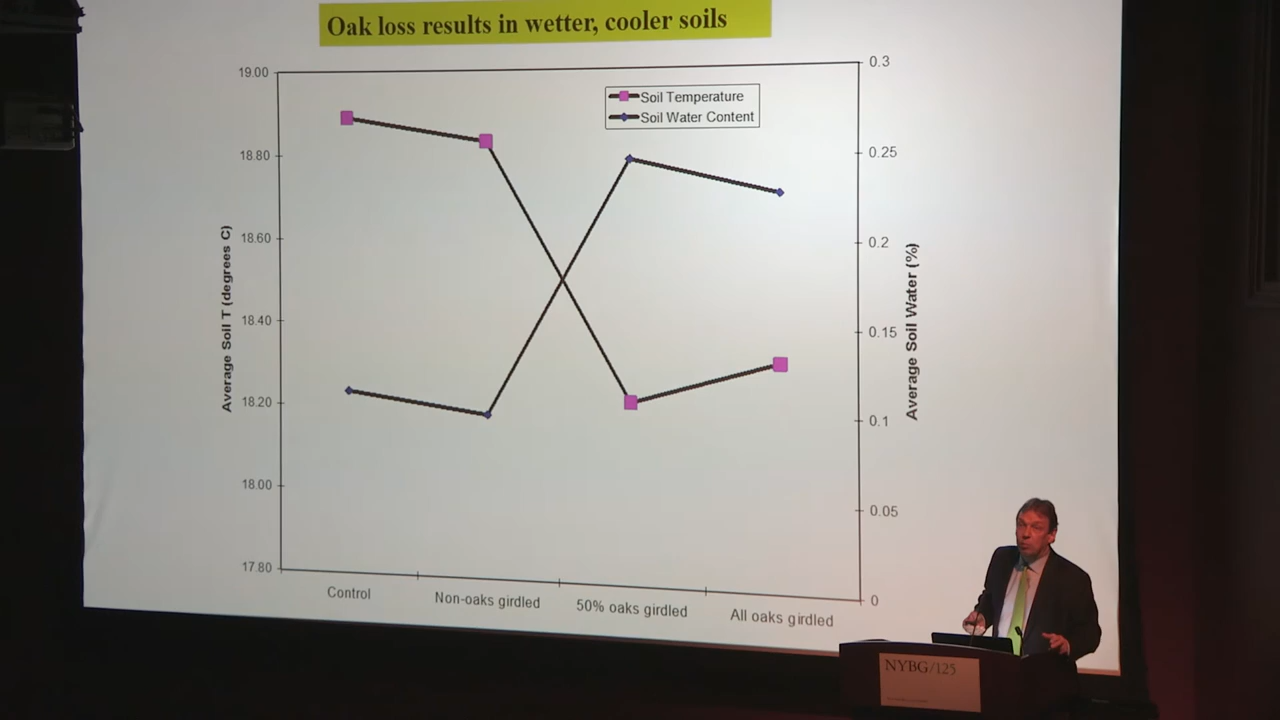 Oak loss results in wetter, cooler soils
Soil Temperature
Soil Water Content
19.00
18.80
18.60
18.40
18.20
18.00
17.80
Average Soil T (degrees C)
0.3
0.25
0.2
0.15
0.1
0.05
0
Average Soil Water (%)
Control
Non-oaks girdled
50% oaks girdled
All oaks girdled
NYBG/125